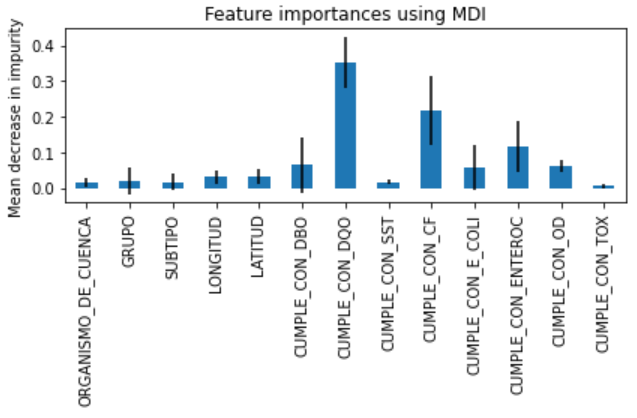 Feature importances using MDI
Mean decrease in impurity
0.4
0.3
0.2
0.1
0.0
ORGANISMO_DE_CUENCA
GRUPO
SUBTIPO
LONGITUD
LATITUD
CUMPLE_CON_DBO
CUMPLE_CON_DQO
CUMPLE_CON_SST
CUMPLE_CON_CF
CUMPLE_CON_E_COLI
CUMPLE_CON_ENTEROC
CUMPLE_CON_OD
CUMPLE_CON_TOX